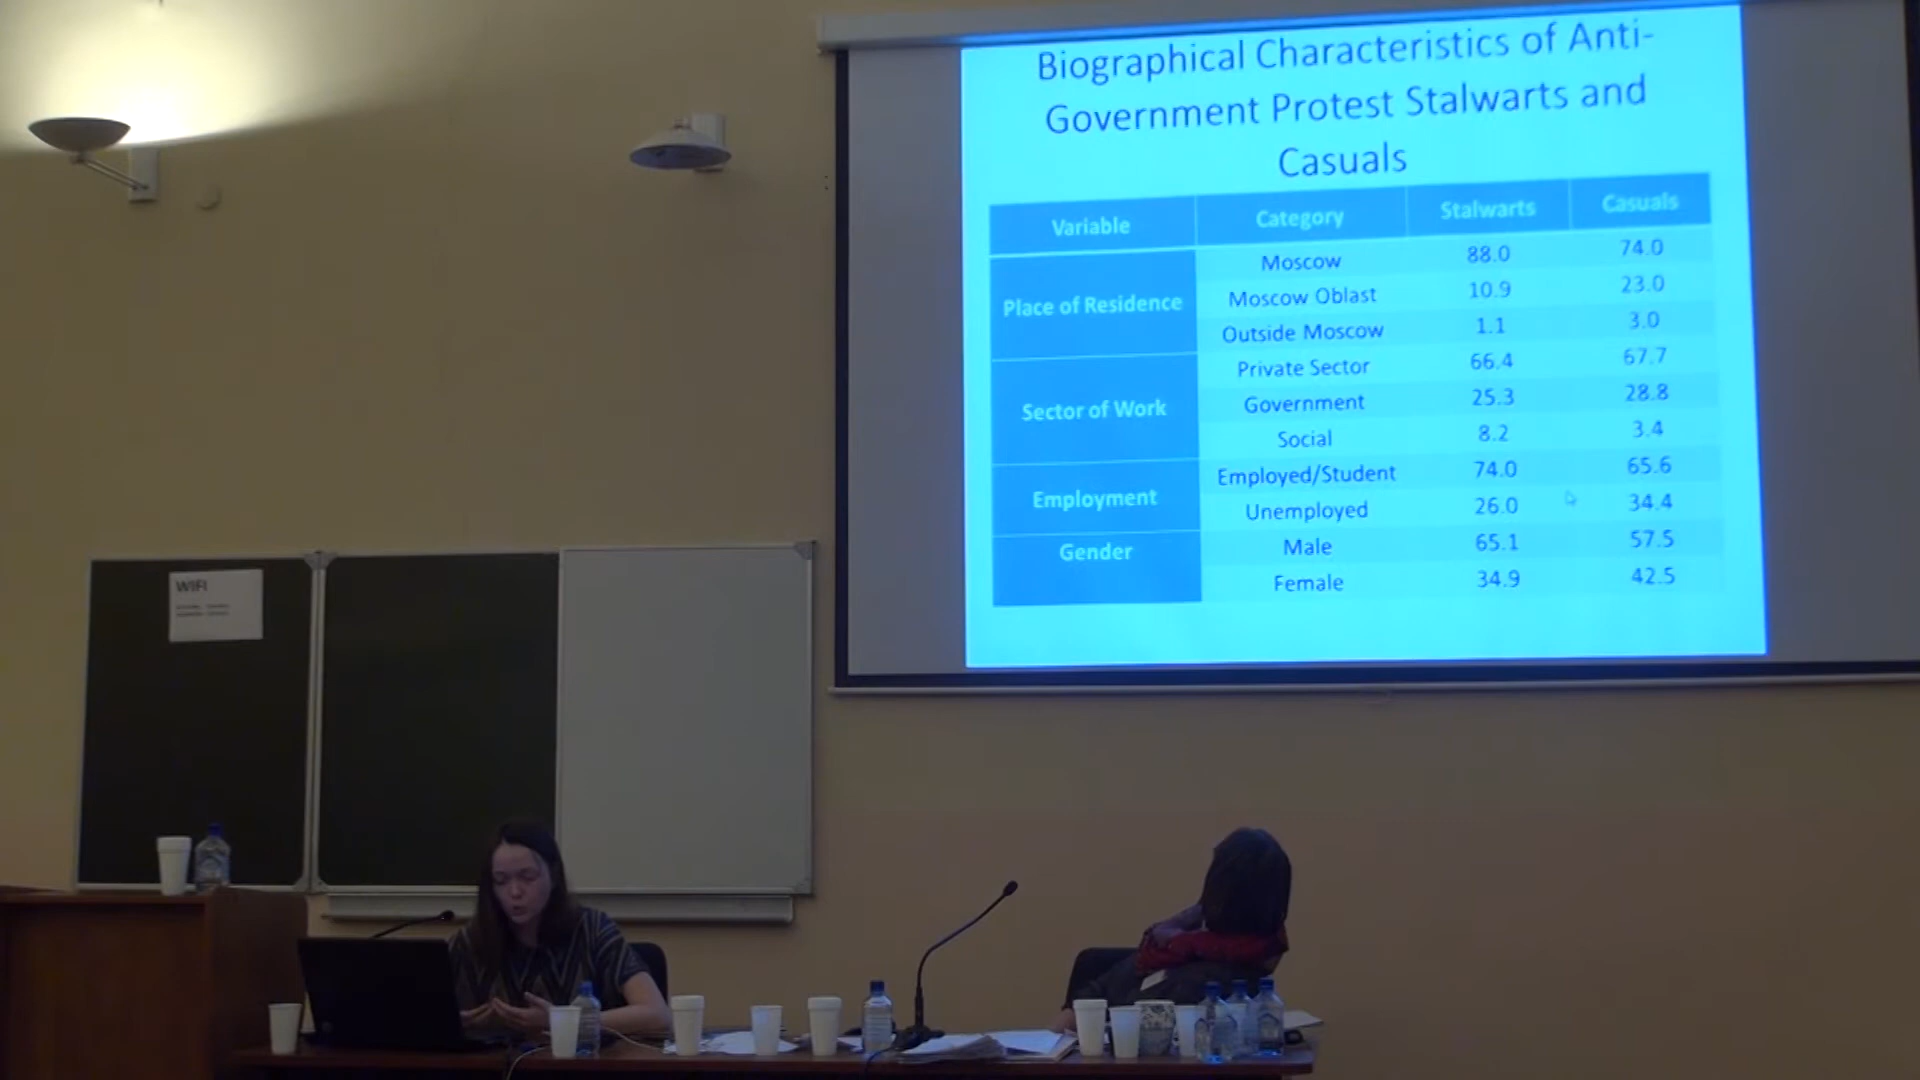 Biographical Characteristics of Anti-
Government Protest Stalwarts and
Casuals
Variable Category Stalwarts Casuals
Place of Residence Moscow 88.0 74.0
Moscow Oblast 10.9 23.0
Outside Moscow 1.1 3.0
Sector of Work Private Sector 66.4 67.7
Government 25.3 28.8
Social 8.2 3.4
Employment Employed/Student 74.0 65.6
Unemployed 26.0 34.4
Gender Male 65.1 57.5
Female 34.9 42.5
WIFI